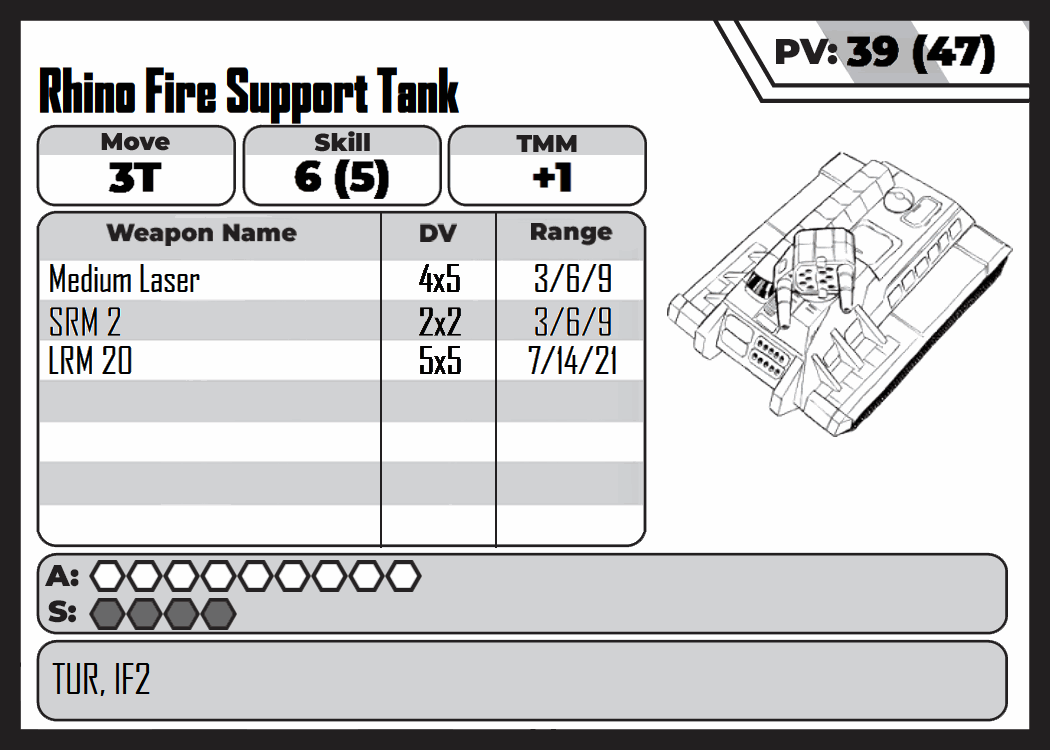 PV: 39 (47)
Rhino Fire Support Tank
Move Skill TMM
3T 6 (5) +1
Weapon Name DV Range
Medium Laser 4x5 3/6/9
SRM 2 2x2 3/6/9
LRM 20 5x5 7/14/21
A:
S:
TUR, IF2